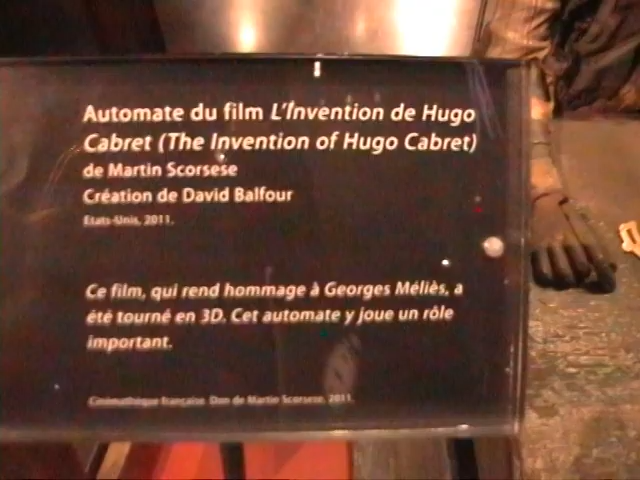 Automate du film L'Invention de Hugo
Cabret (The Invention of Hugo Cabret)
de Martin Scorsese
Création de David Balfour
Etats-Unis, 2011.
Ce film, qui rend hommage à Georges Méliès, a
été tourné en 3D. Cet automate y joue un rôle
important.
Cinémathèque française. Don de Martin Scorsese, 2011.